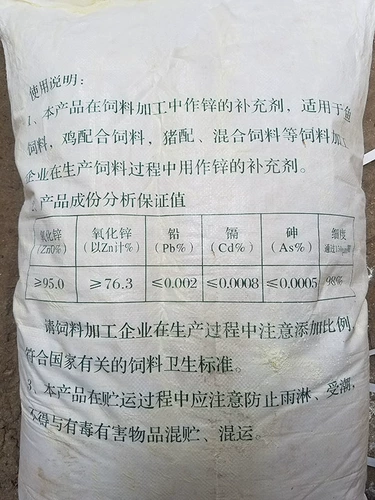 使用说明:
1、本产品在饲料加工中作锌的补充剂，适用于鱼
饲料，鸡配合饲料，猪配、混合饲料等饲料加工
企业在生产饲料过程中用作锌的补充剂。
产品成份分析保证值
氧化锌 氧化锌 铅 镉 砷 细度
(ZnO%) (以Zn计%) (Pb%) (Cd%) (As%)
≥95.0 ≥76.3 ≤0.002 ≤0.0008 ≤0.0005 98%
请饲料加工企业在生产过程中注意添加比例，
符合国家有关的饲料卫生标准。
3、本产品在贮运过程中应注意防止雨淋、受潮，
不得与有毒有害物品混贮、混运。